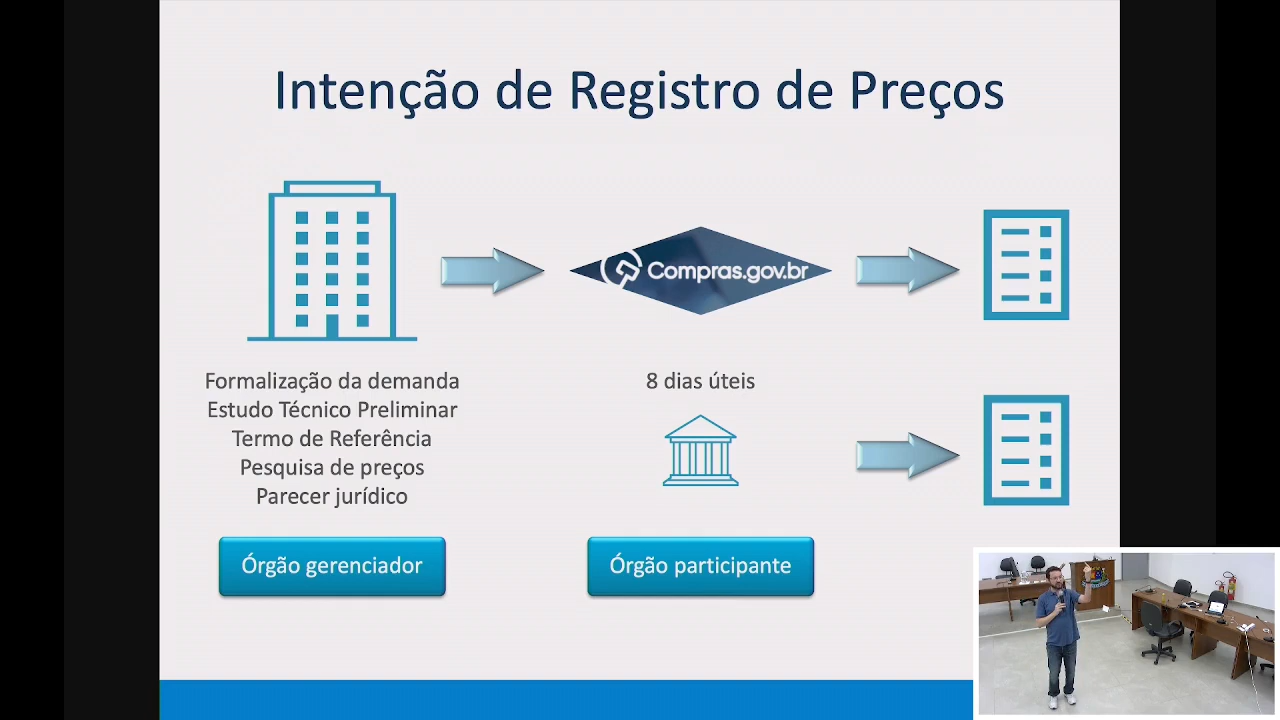 Intenção de Registro de Preços
Compras.gov.br
Formalização da demanda
Estudo Técnico Preliminar
Termo de Referência
Pesquisa de preços
Parecer jurídico
8 dias úteis
Órgão gerenciador
Órgão participante